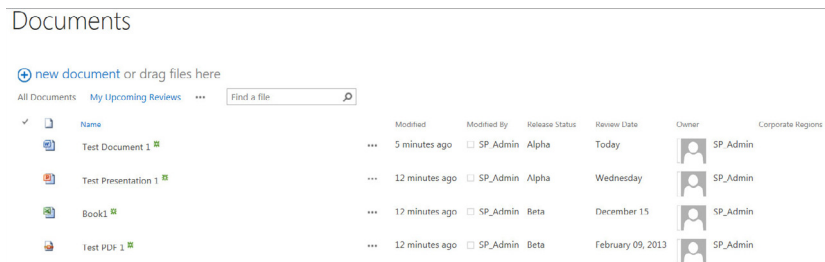 Documents
new document or drag files here
All Documents My Upcoming Reviews ••• Find a file
Name Modified Modified By Release Status Review Date Owner Corporate Regions
Test Document 1 ••• 5 minutes ago SP_Admin Alpha Today SP_Admin
Test Presentation 1 ••• 12 minutes ago SP_Admin Alpha Wednesday SP_Admin
Book1 ••• 12 minutes ago SP_Admin Beta December 15 SP_Admin
Test PDF 1 ••• 12 minutes ago SP_Admin Beta February 09, 2013 SP_Admin